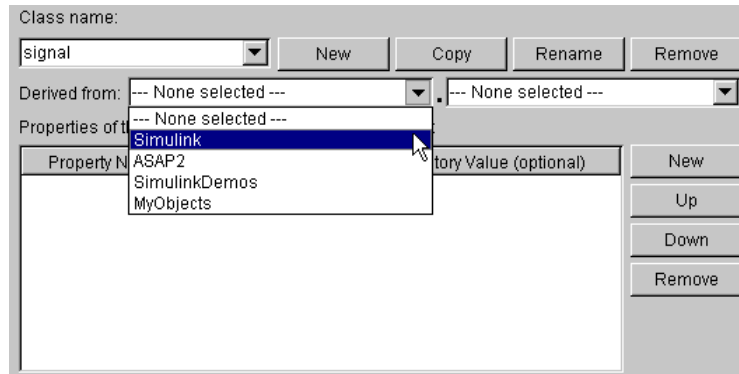 Class name:
signal New Copy Rename Remove
Derived from: --- None selected --- . --- None selected ---
--- None selected ---
Properties of t
Simulink
Property N tory Value (optional) New
ASAP2
SimulinkDemos
MyObjects
Up
Down
Remove